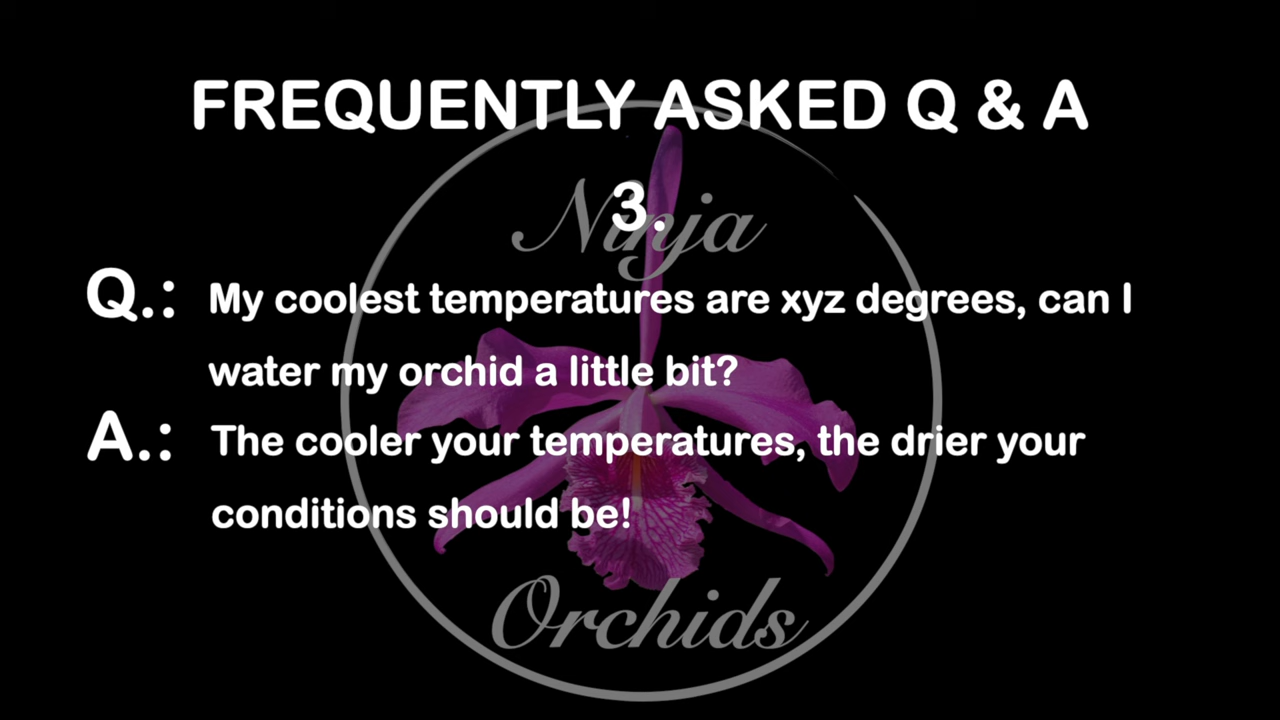 FREQUENTLY ASKED Q & A
3.
Ninja
Q.: My coolest temperatures are xyz degrees, can I
water my orchid a little bit?
A.: The cooler your temperatures, the drier your
conditions should be!
Orchids